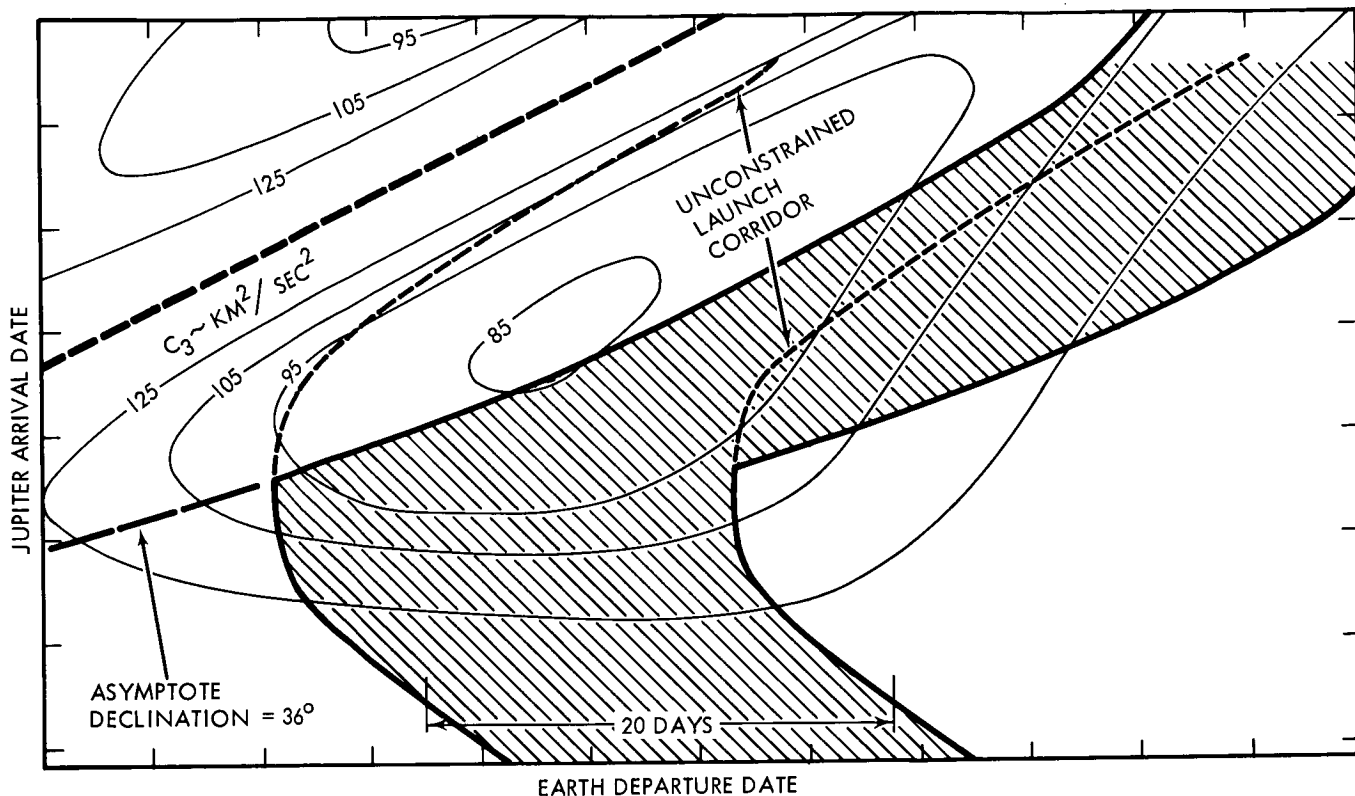 95
105
125
UNCONSTRAINED
LAUNCH
CORRIDOR
C₃~ KM²/ SEC²
85
95
105
125
JUPITER ARRIVAL DATE
ASYMPTOTE
DECLINATION = 36°
20 DAYS
EARTH DEPARTURE DATE